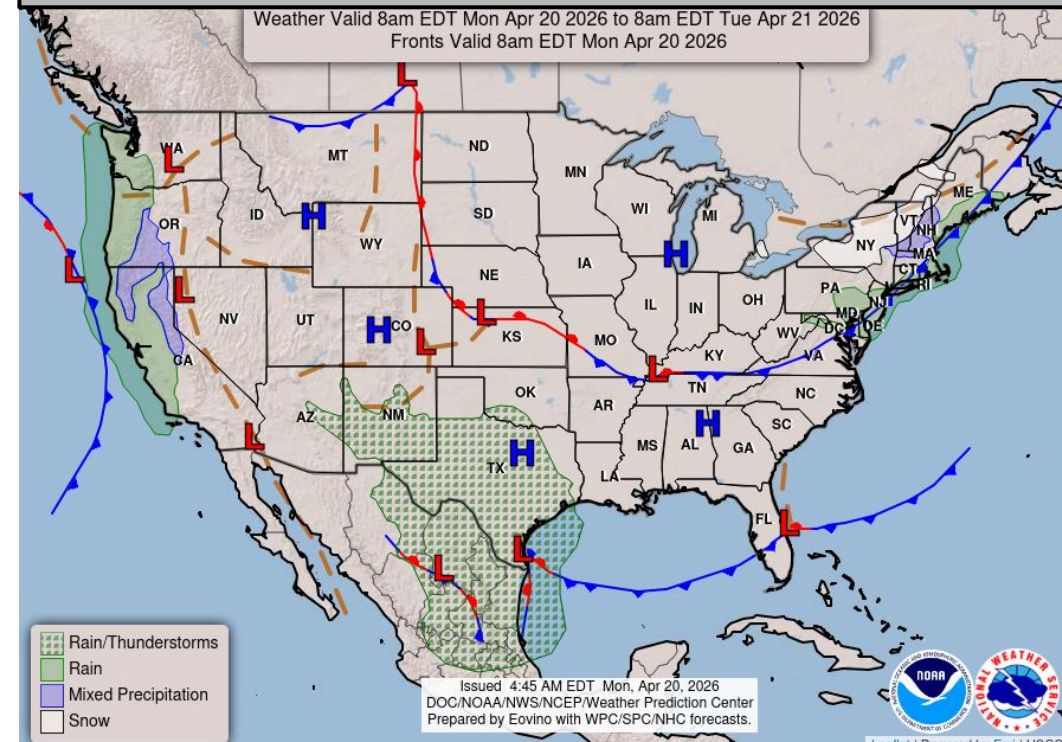 Weather Valid 8am EDT Mon Apr 20 2026 to 8am EDT Tue Apr 21 2026
Fronts Valid 8am EDT Mon Apr 20 2026
L
WA
L
MT
ND
MN
ME
OR
ID
H
WY
SD
WI
MI
VT
NH
NY
MA
CT
RI
H
L
L
NV
UT
H
CO
L
NE
L
KS
IA
IL
IN
OH
PA
NJ
MD
DE
DC
WV
VA
MO
KY
L
CA
L
AZ
NM
OK
AR
TN
NC
SC
TX
H
LA
MS
AL
H
GA
FL
L
L
L
Rain/Thunderstorms
Rain
Mixed Precipitation
Snow
Issued 4:45 AM EDT Mon, Apr 20, 2026
DOC/NOAA/NWS/NCEP/Weather Prediction Center
Prepared by Eovino with WPC/SPC/NHC forecasts.
NOAA
NATIONAL WEATHER SERVICE